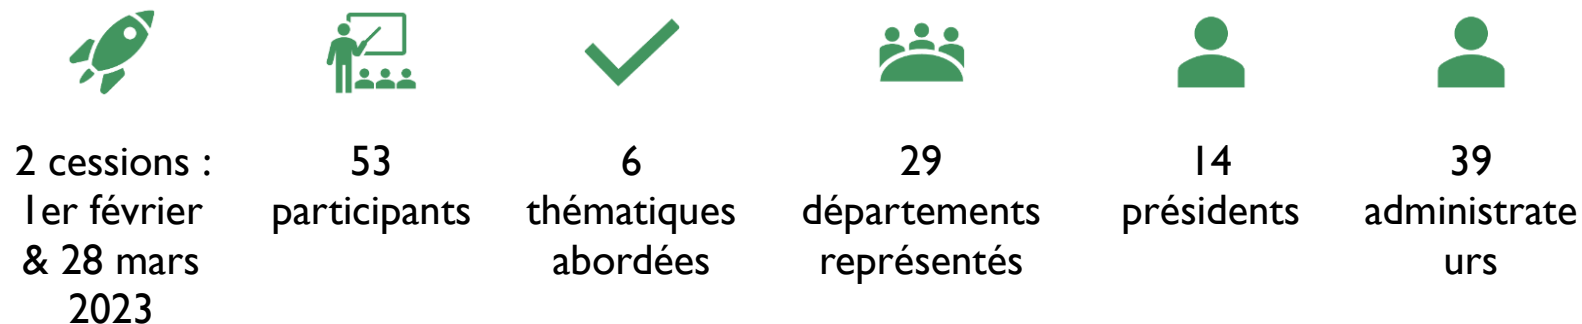 2 cessions :
1er février
& 28 mars
2023
53
participants
6
thématiques
abordées
29
départements
représentés
14
présidents
39
administrate
urs